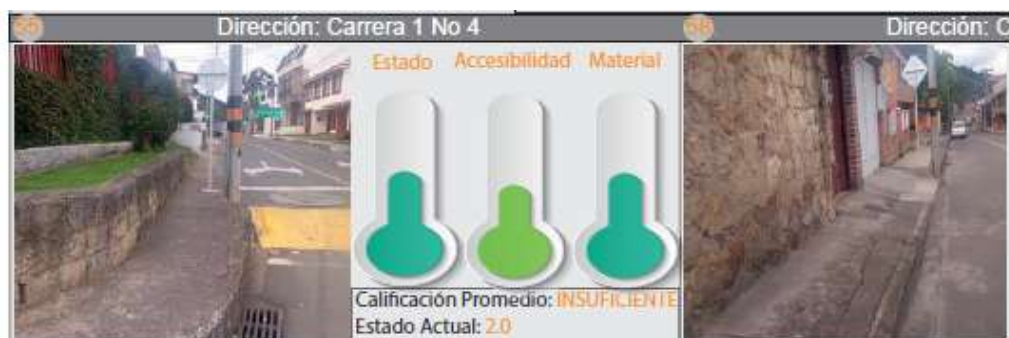 Dirección: Carrera 1 No 4
Dirección: C
Estado Accesibilidad Material
Calificación Promedio: INSUFICIENTE
Estado Actual: 2.0